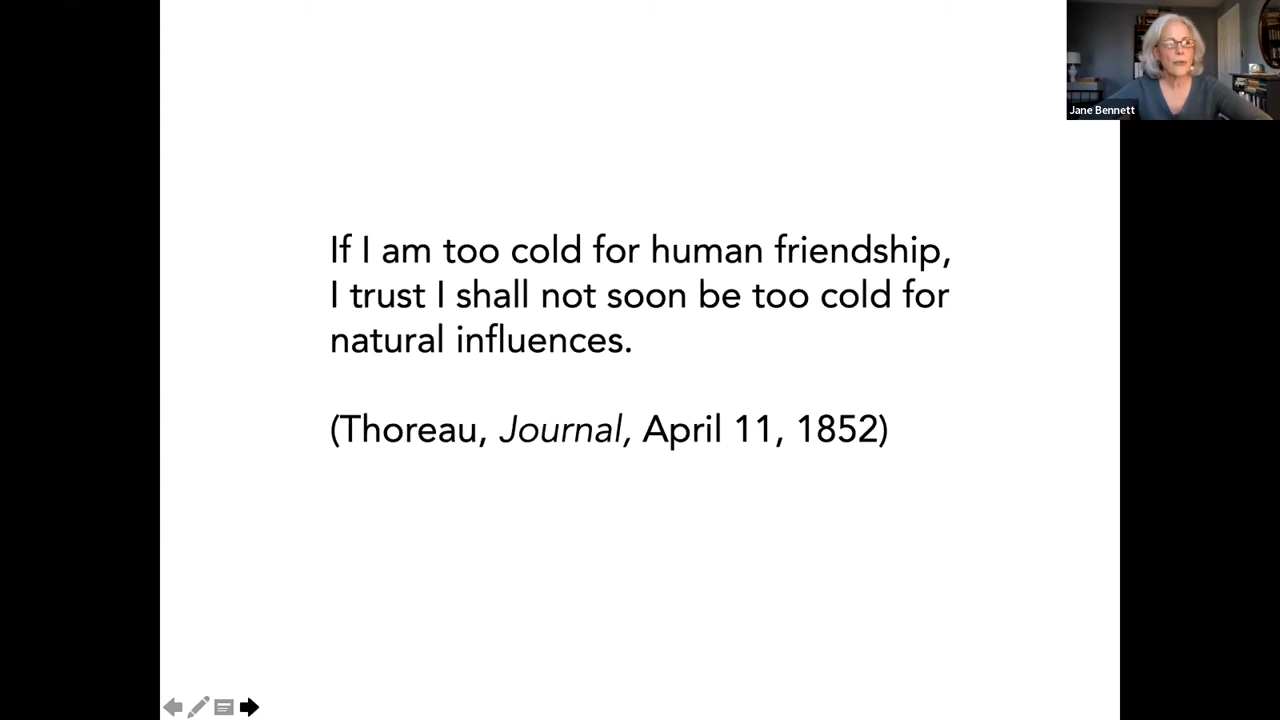 Jane Bennett
If I am too cold for human friendship,
I trust I shall not soon be too cold for
natural influences.
(Thoreau, Journal, April 11, 1852)